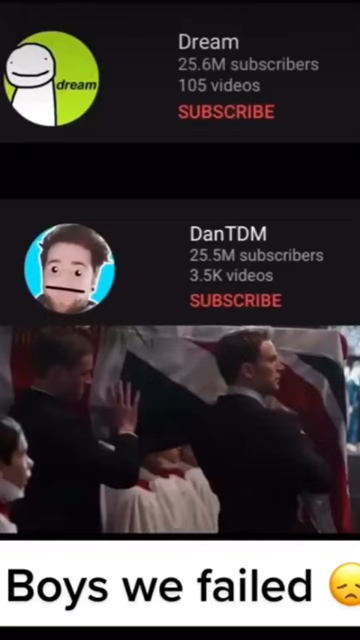 dream
Dream
25.6M subscribers
105 videos
SUBSCRIBE
DanTDM
25.5M subscribers
3.5K videos
SUBSCRIBE
Boys we failed 😞